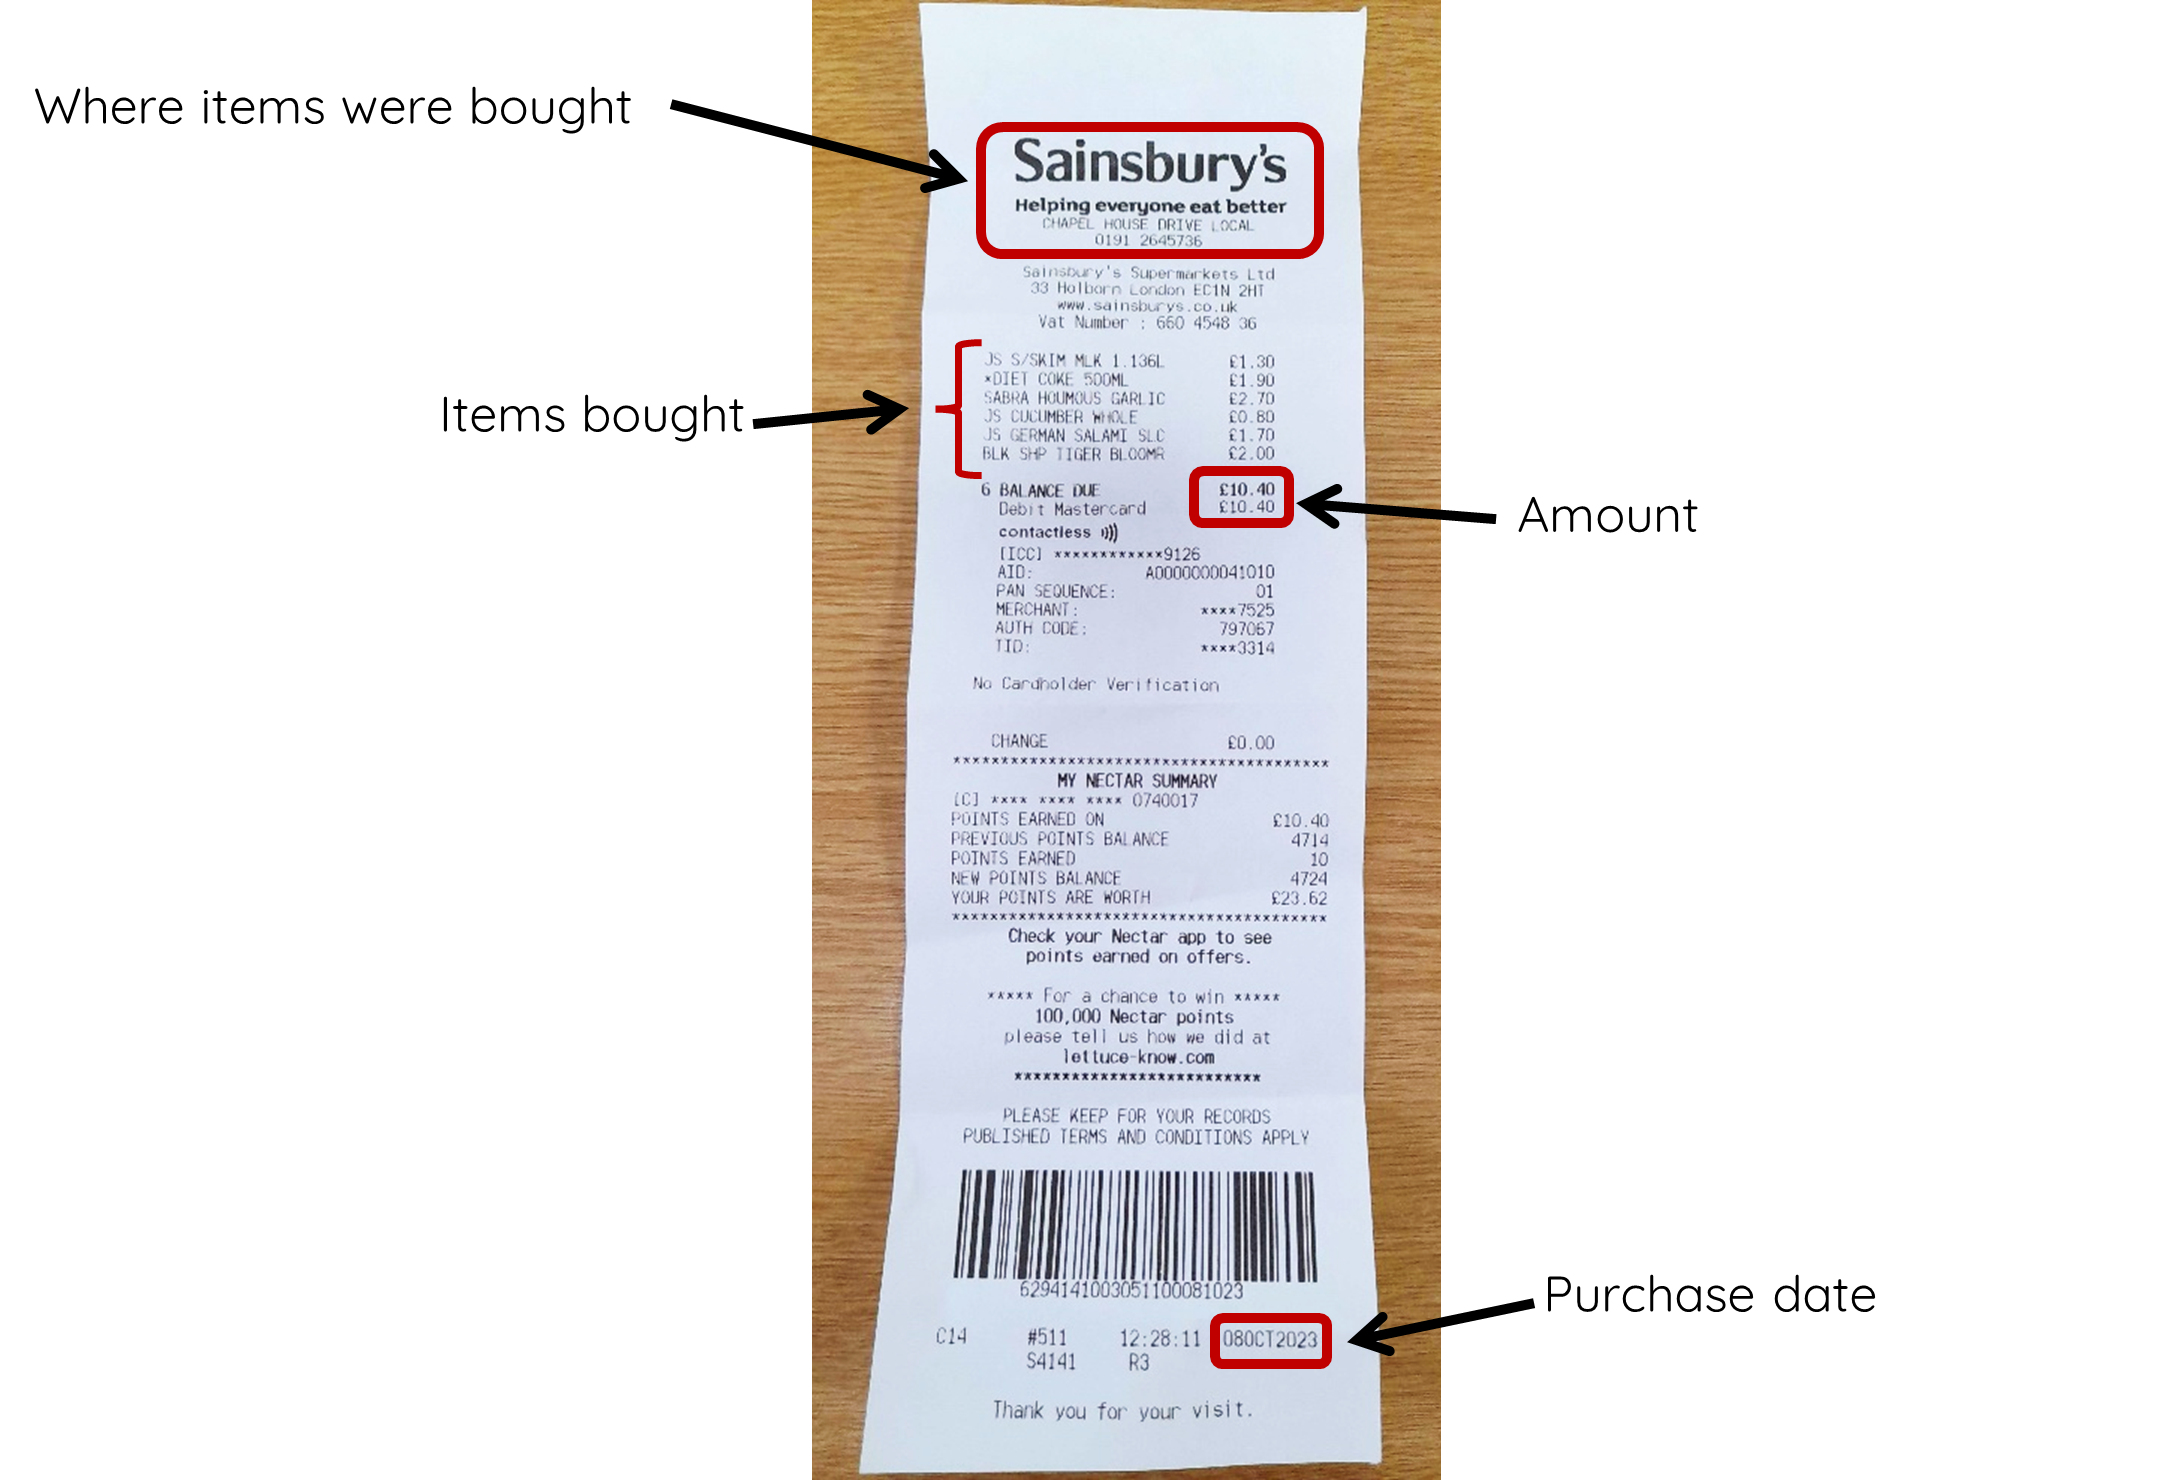 Where items were bought
Sainsbury's
Helping everyone eat better
CHAPEL HOUSE DRIVE LOCAL
0191 2645736
Sainsbury's Supermarkets Ltd
33 Holborn London EC1N 2HT
www.sainsburys.co.uk
Vat Number : 660 4548 36
Items bought
JS S/SKIM MLK 1.136L £1.30
*DIET COKE 500ML £1.90
SABRA HOUMOUS GARLIC £2.70
JS CUCUMBER WHOLE £0.80
JS GERMAN SALAMI SLC £1.70
BLK SHP TIGER BLOOMR £2.00
6 BALANCE DUE £10.40
Debit Mastercard £10.40
Amount
contactless
[ICC] ************9126
AID: A0000000041010
PAN SEQUENCE: 01
MERCHANT: ****7525
AUTH CODE: 797067
TID: ****3314
No Cardholder Verification
CHANGE £0.00
****************************************
MY NECTAR SUMMARY
[C] **** **** **** 0740017
POINTS EARNED ON £10.40
PREVIOUS POINTS BALANCE 4714
POINTS EARNED 10
NEW POINTS BALANCE 4724
YOUR POINTS ARE WORTH £23.62
****************************************
Check your Nectar app to see
points earned on offers.
***** For a chance to win *****
100,000 Nectar points
please tell us how we did at
lettuce-know.com
**************************
PLEASE KEEP FOR YOUR RECORDS
PUBLISHED TERMS AND CONDITIONS APPLY
6294141003051100081023
Purchase date
C14 #511 12:28:11 08OCT2023
S4141 R3
Thank you for your visit.